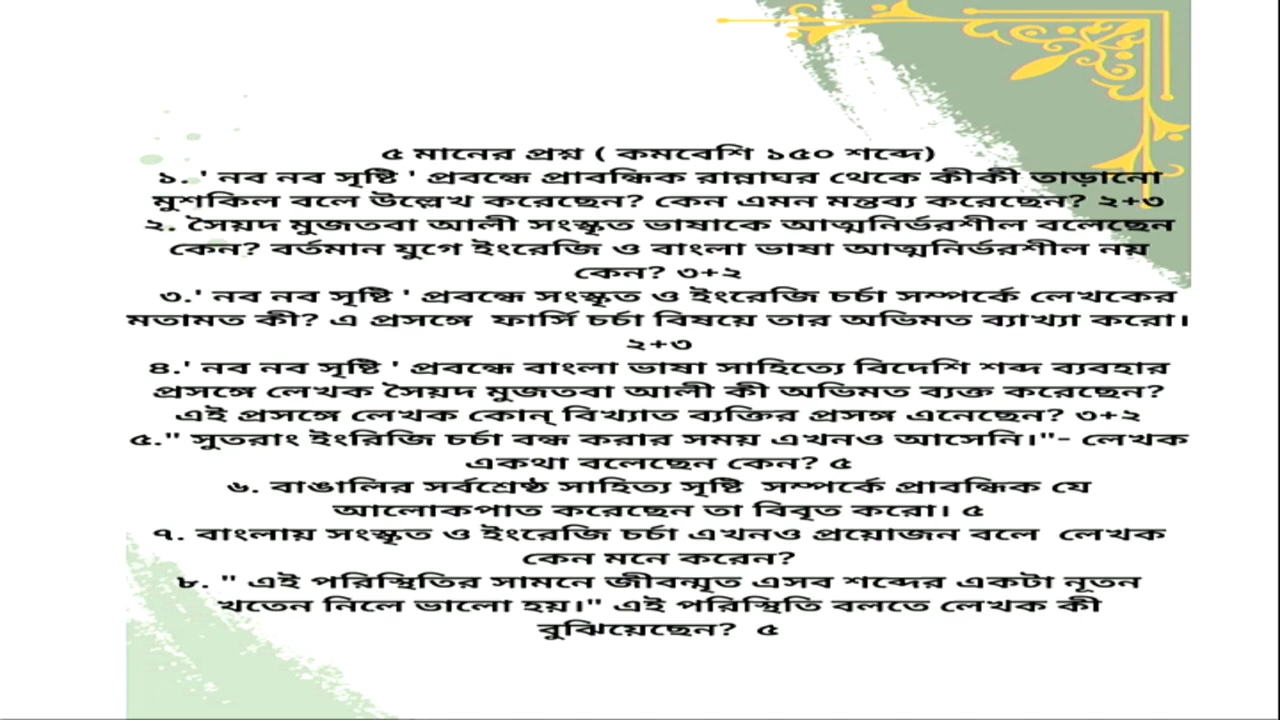 ৫ মানের প্রশ্ন ( কমবেশি ১৫০ শব্দে)
১. ' নব নব সৃষ্টি ' প্রবন্ধে প্রাবন্ধিক রান্নাঘর থেকে কীকী তাড়ানো
মুশকিল বলে উল্লেখ করেছেন? কেন এমন মন্তব্য করেছেন? ২+৩
২. সৈয়দ মুজতবা আলী সংস্কৃত ভাষাকে আত্মনির্ভরশীল বলেছেন
কেন? বর্তমান যুগে ইংরেজি ও বাংলা ভাষা আত্মনির্ভরশীল নয়
কেন? ৩+২
৩.' নব নব সৃষ্টি ' প্রবন্ধে সংস্কৃত ও ইংরেজি চর্চা সম্পর্কে লেখকের
মতামত কী? এ প্রসঙ্গে ফার্সি চর্চা বিষয়ে তার অভিমত ব্যাখ্যা করো।
২+৩
৪.' নব নব সৃষ্টি ' প্রবন্ধে বাংলা ভাষা সাহিত্যে বিদেশি শব্দ ব্যবহার
প্রসঙ্গে লেখক সৈয়দ মুজতবা আলী কী অভিমত ব্যক্ত করেছেন?
এই প্রসঙ্গে লেখক কোন্ বিখ্যাত ব্যক্তির প্রসঙ্গ এনেছেন? ৩+২
৫." সুতরাং ইংরিজি চর্চা বন্ধ করার সময় এখনও আসেনি।"- লেখক
একথা বলেছেন কেন? ৫
৬. বাঙালির সর্বশ্রেষ্ঠ সাহিত্য সৃষ্টি সম্পর্কে প্রাবন্ধিক যে
আলোকপাত করেছেন তা বিবৃত করো। ৫
৭. বাংলায় সংস্কৃত ও ইংরেজি চর্চা এখনও প্রয়োজন বলে লেখক
কেন মনে করেন?
৮. " এই পরিস্থিতির সামনে জীবন্মৃত এসব শব্দের একটা নূতন
খতেন নিলে ভালো হয়।" এই পরিস্থিতি বলতে লেখক কী
বুঝিয়েছেন? ৫